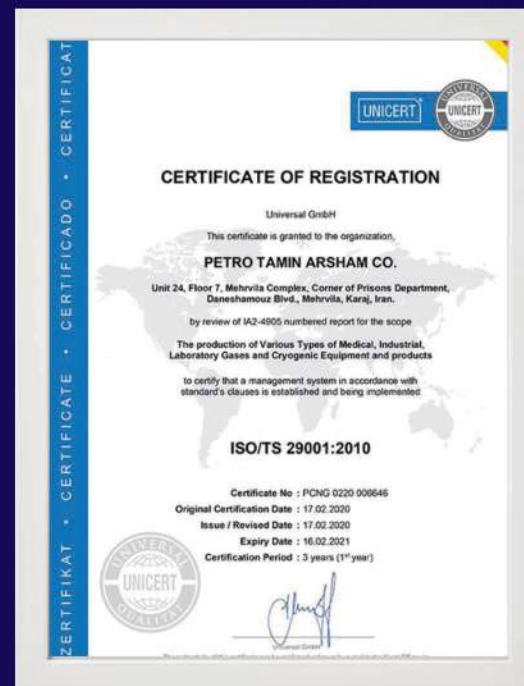 ZERTIFIKAT • CERTIFICATE • CERTIFICADO • CERTIFICAT
UNICERT
UNIVERSAL
UNICERT
QUALITÄT
CERTIFICATE OF REGISTRATION
Universal GmbH
This certificate is granted to the organization,
PETRO TAMIN ARSHAM CO.
Unit 24, Floor 7, Mehrvila Complex, Corner of Prisons Department,
Daneshamouz Blvd., Mehrvila, Karaj, Iran.
by review of IA2-4905 numbered report for the scope
The production of Various Types of Medical, Industrial,
Laboratory Gases and Cryogenic Equipment and products
to certify that a management system in accordance with
standard's clauses is established and being implemented
ISO/TS 29001:2010
Certificate No : PCNG 0220 006646
Original Certification Date : 17.02.2020
Issue / Revised Date : 17.02.2020
Expiry Date : 16.02.2021
Certification Period : 3 years (1st year)
UNIVERSAL
UNICERT
QUALITÄT
Universal GmbH